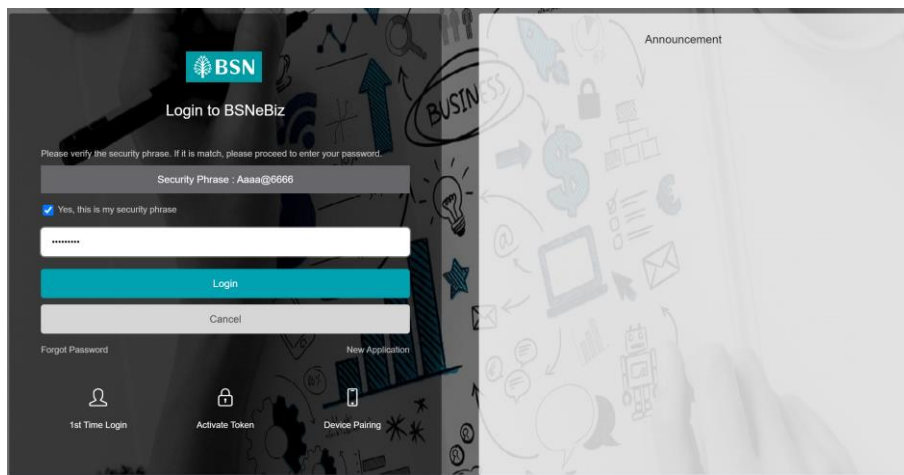 BSN
Login to BSNeBiz
Please verify the security phrase. If it is match, please proceed to enter your password.
Security Phrase : Aaaa@6666
Yes, this is my security phrase
Login
Cancel
Forgot Password
New Application
1st Time Login
Activate Token
Device Pairing
Announcement
BUSINESS